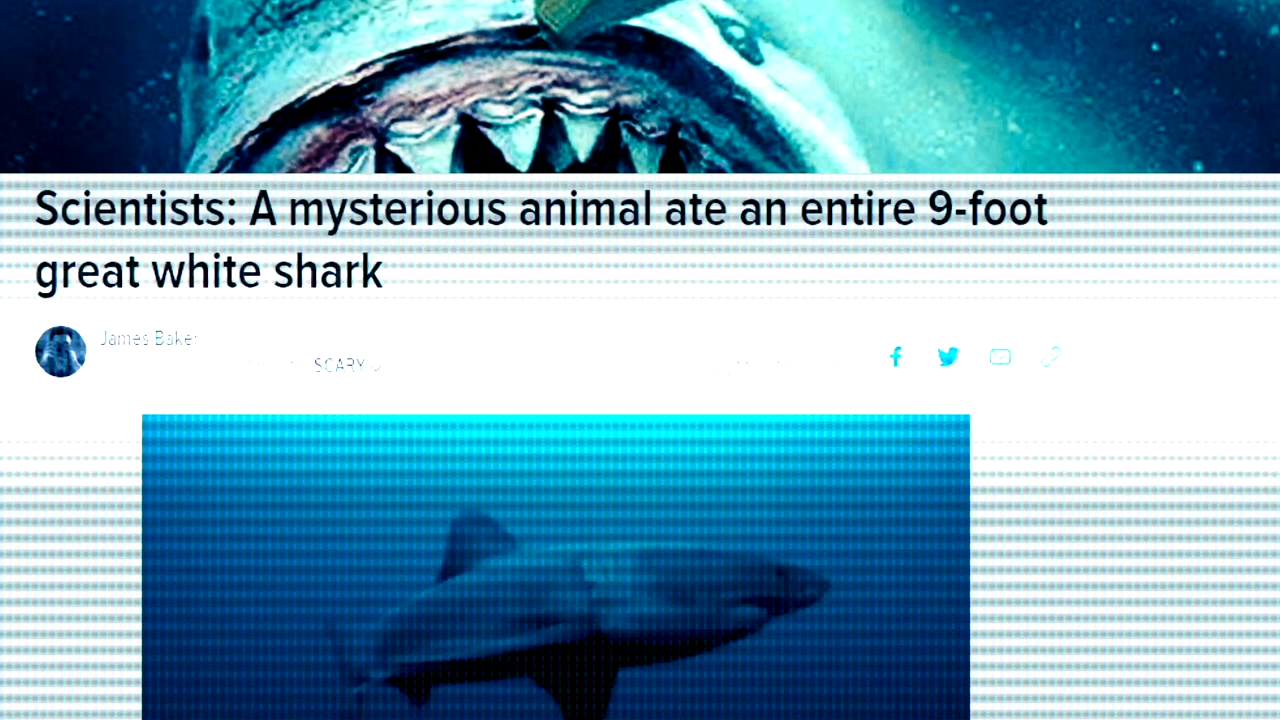 Scientists: A mysterious animal ate an entire 9-foot
great white shark
James Baker
SCARY